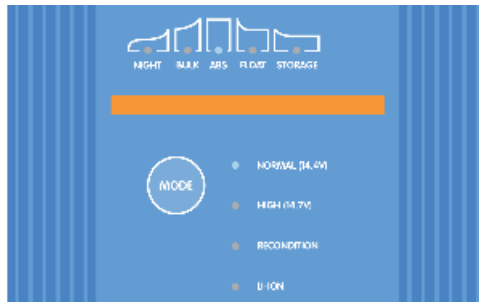 NIGHT BULK ABS FLOAT STORAGE
NORMAL (14.4V)
MODE
HIGH (14.7V)
RECONDITION
LI-ION